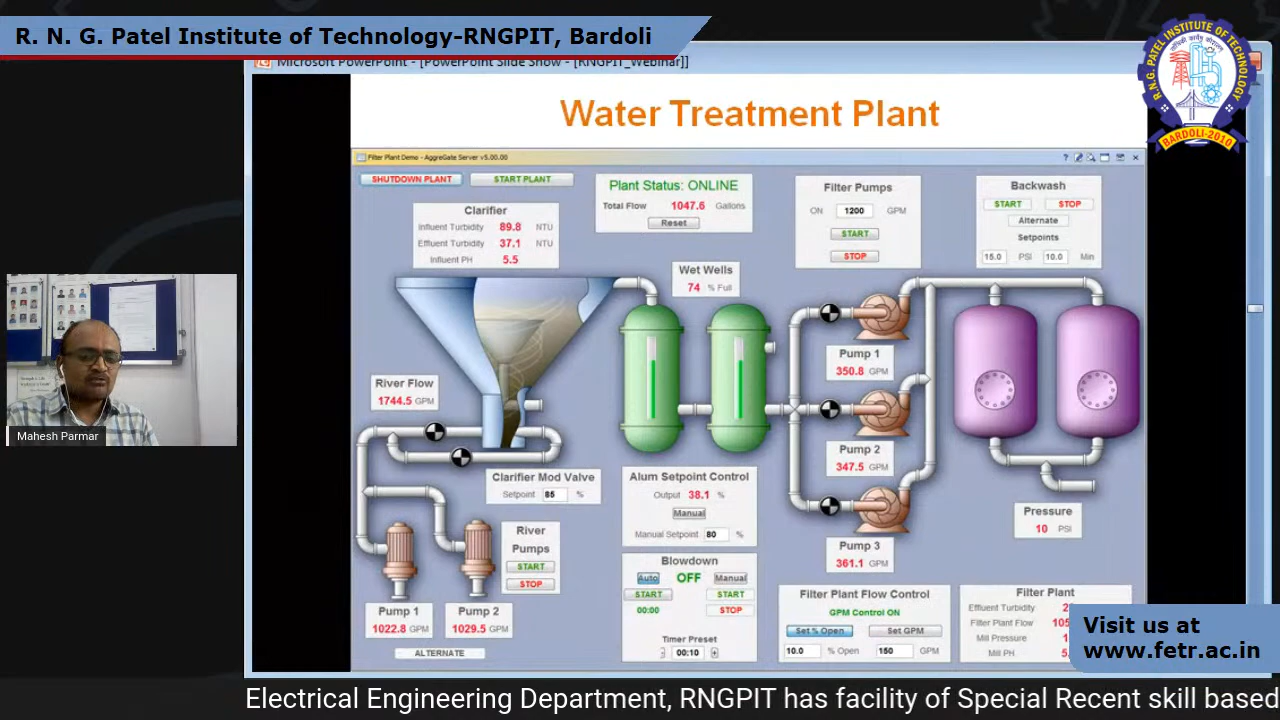 R. N. G. Patel Institute of Technology-RNGPIT, Bardoli
Microsoft PowerPoint - [PowerPoint Slide Show - [RNGPIT_Webinar]]
R. N. G. PATEL INSTITUTE OF TECHNOLOGY
BARDOLI-2010
Water Treatment Plant
Filter Plant Demo - AggreGate Server v5.00.00
SHUTDOWN PLANT
START PLANT
Plant Status: ONLINE
Total Flow 1047.6 Gallons
Reset
Clarifier
Influent Turbidity 89.8 NTU
Effluent Turbidity 37.1 NTU
Influent PH 5.5
Filter Pumps
ON 1200 GPM
START
STOP
Backwash
START STOP
Alternate
Setpoints
15.0 PSI 10.0 Min
Wet Wells
74 % Full
River Flow
1744.5 GPM
Pump 1
350.8 GPM
Pump 2
347.5 GPM
Pump 3
361.1 GPM
Mahesh Parmar
Clarifier Mod Valve
Setpoint 85 %
River
Pumps
START
STOP
Alum Setpoint Control
Output 38.1 %
Manual
Manual Setpoint 80 %
Pressure
10 PSI
Blowdown
Auto OFF Manual
START START
00:00 STOP
Timer Preset
- 00:10 +
Pump 1
1022.8 GPM
Pump 2
1029.5 GPM
ALTERNATE
Filter Plant Flow Control
GPM Control ON
Set % Open Set GPM
10.0 % Open 150 GPM
Filter Plant
Effluent Turbidity
Filter Plant Flow
Mill Pressure
Mill PH
Visit us at
www.fetr.ac.in
Electrical Engineering Department, RNGPIT has facility of Special Recent skill based